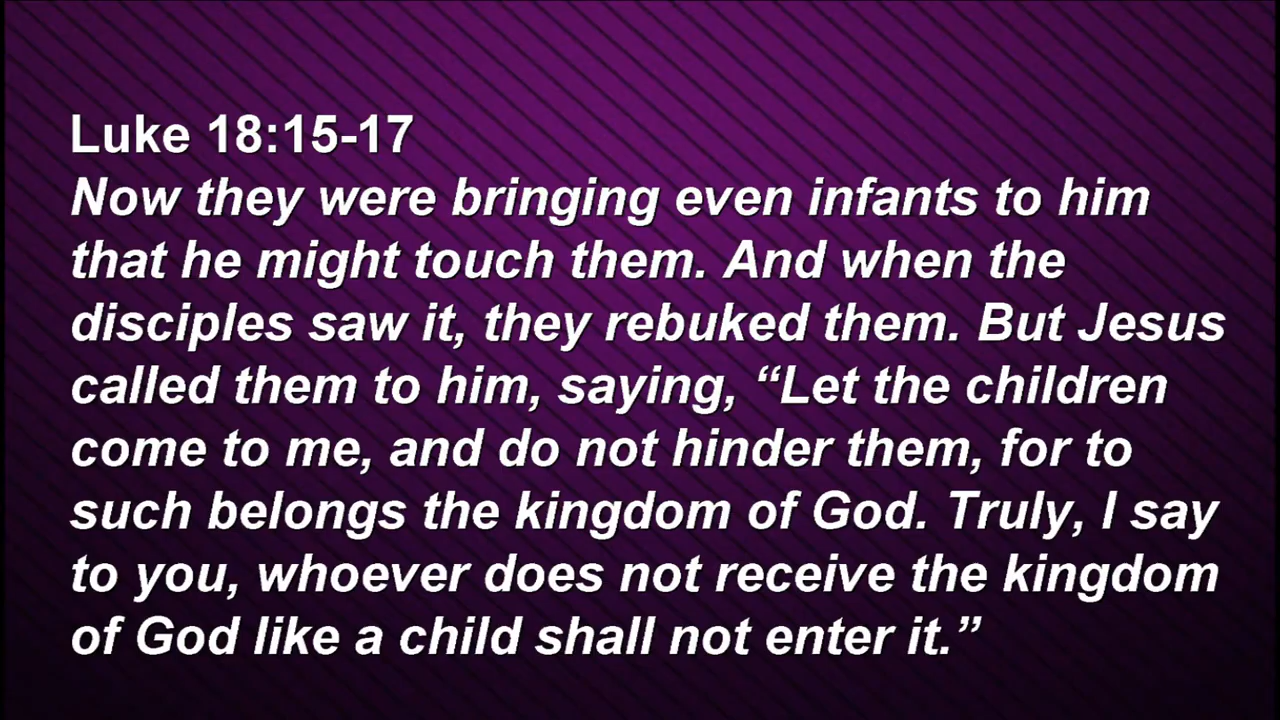 Luke 18:15-17
Now they were bringing even infants to him
that he might touch them. And when the
disciples saw it, they rebuked them. But Jesus
called them to him, saying, “Let the children
come to me, and do not hinder them, for to
such belongs the kingdom of God. Truly, I say
to you, whoever does not receive the kingdom
of God like a child shall not enter it.”